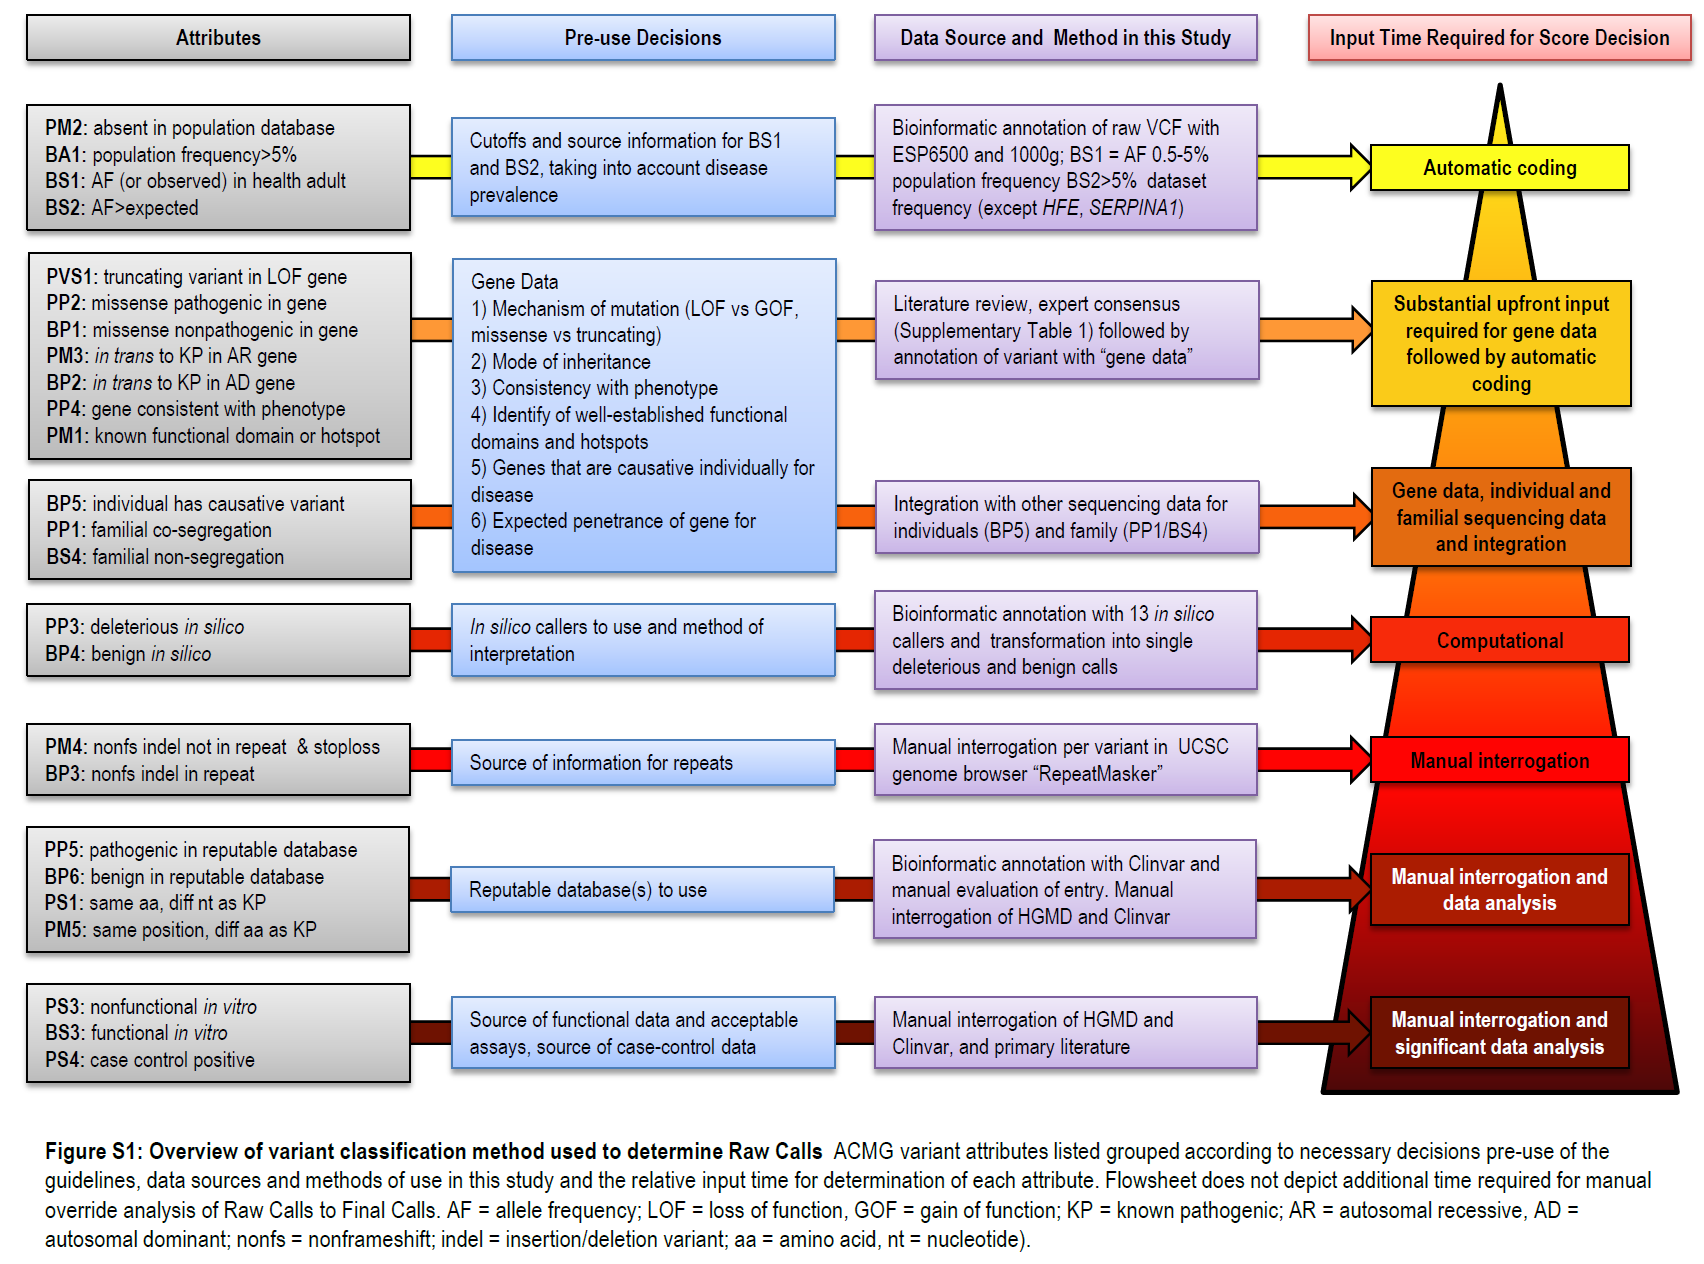 Attributes
Pre-use Decisions
Data Source and Method in this Study
Input Time Required for Score Decision
PM2: absent in population database
BA1: population frequency>5%
BS1: AF (or observed) in health adult
BS2: AF>expected
Cutoffs and source information for BS1
and BS2, taking into account disease
prevalence
Bioinformatic annotation of raw VCF with
ESP6500 and 1000g; BS1 = AF 0.5-5%
population frequency BS2>5% dataset
frequency (except HFE, SERPINA1)
Automatic coding
PVS1: truncating variant in LOF gene
PP2: missense pathogenic in gene
BP1: missense nonpathogenic in gene
PM3: in trans to KP in AR gene
BP2: in trans to KP in AD gene
PP4: gene consistent with phenotype
PM1: known functional domain or hotspot
Gene Data
1) Mechanism of mutation (LOF vs GOF,
missense vs truncating)
2) Mode of inheritance
3) Consistency with phenotype
4) Identify of well-established functional
domains and hotspots
5) Genes that are causative individually for
disease
6) Expected penetrance of gene for
disease
Literature review, expert consensus
(Supplementary Table 1) followed by
annotation of variant with “gene data”
Substantial upfront input
required for gene data
followed by automatic
coding
BP5: individual has causative variant
PP1: familial co-segregation
BS4: familial non-segregation
Integration with other sequencing data for
individuals (BP5) and family (PP1/BS4)
Gene data, individual and
familial sequencing data
and integration
PP3: deleterious in silico
BP4: benign in silico
In silico callers to use and method of
interpretation
Bioinformatic annotation with 13 in silico
callers and transformation into single
deleterious and benign calls
Computational
PM4: nonfs indel not in repeat & stoploss
BP3: nonfs indel in repeat
Source of information for repeats
Manual interrogation per variant in UCSC
genome browser “RepeatMasker”
Manual interrogation
PP5: pathogenic in reputable database
BP6: benign in reputable database
PS1: same aa, diff nt as KP
PM5: same position, diff aa as KP
Reputable database(s) to use
Bioinformatic annotation with Clinvar and
manual evaluation of entry. Manual
interrogation of HGMD and Clinvar
Manual interrogation and
data analysis
PS3: nonfunctional in vitro
BS3: functional in vitro
PS4: case control positive
Source of functional data and acceptable
assays, source of case-control data
Manual interrogation of HGMD and
Clinvar, and primary literature
Manual interrogation and
significant data analysis
Figure S1: Overview of variant classification method used to determine Raw Calls ACMG variant attributes listed grouped according to necessary decisions pre-use of the
guidelines, data sources and methods of use in this study and the relative input time for determination of each attribute. Flowsheet does not depict additional time required for manual
override analysis of Raw Calls to Final Calls. AF = allele frequency; LOF = loss of function, GOF = gain of function; KP = known pathogenic; AR = autosomal recessive, AD =
autosomal dominant; nonfs = nonframeshift; indel = insertion/deletion variant; aa = amino acid, nt = nucleotide).